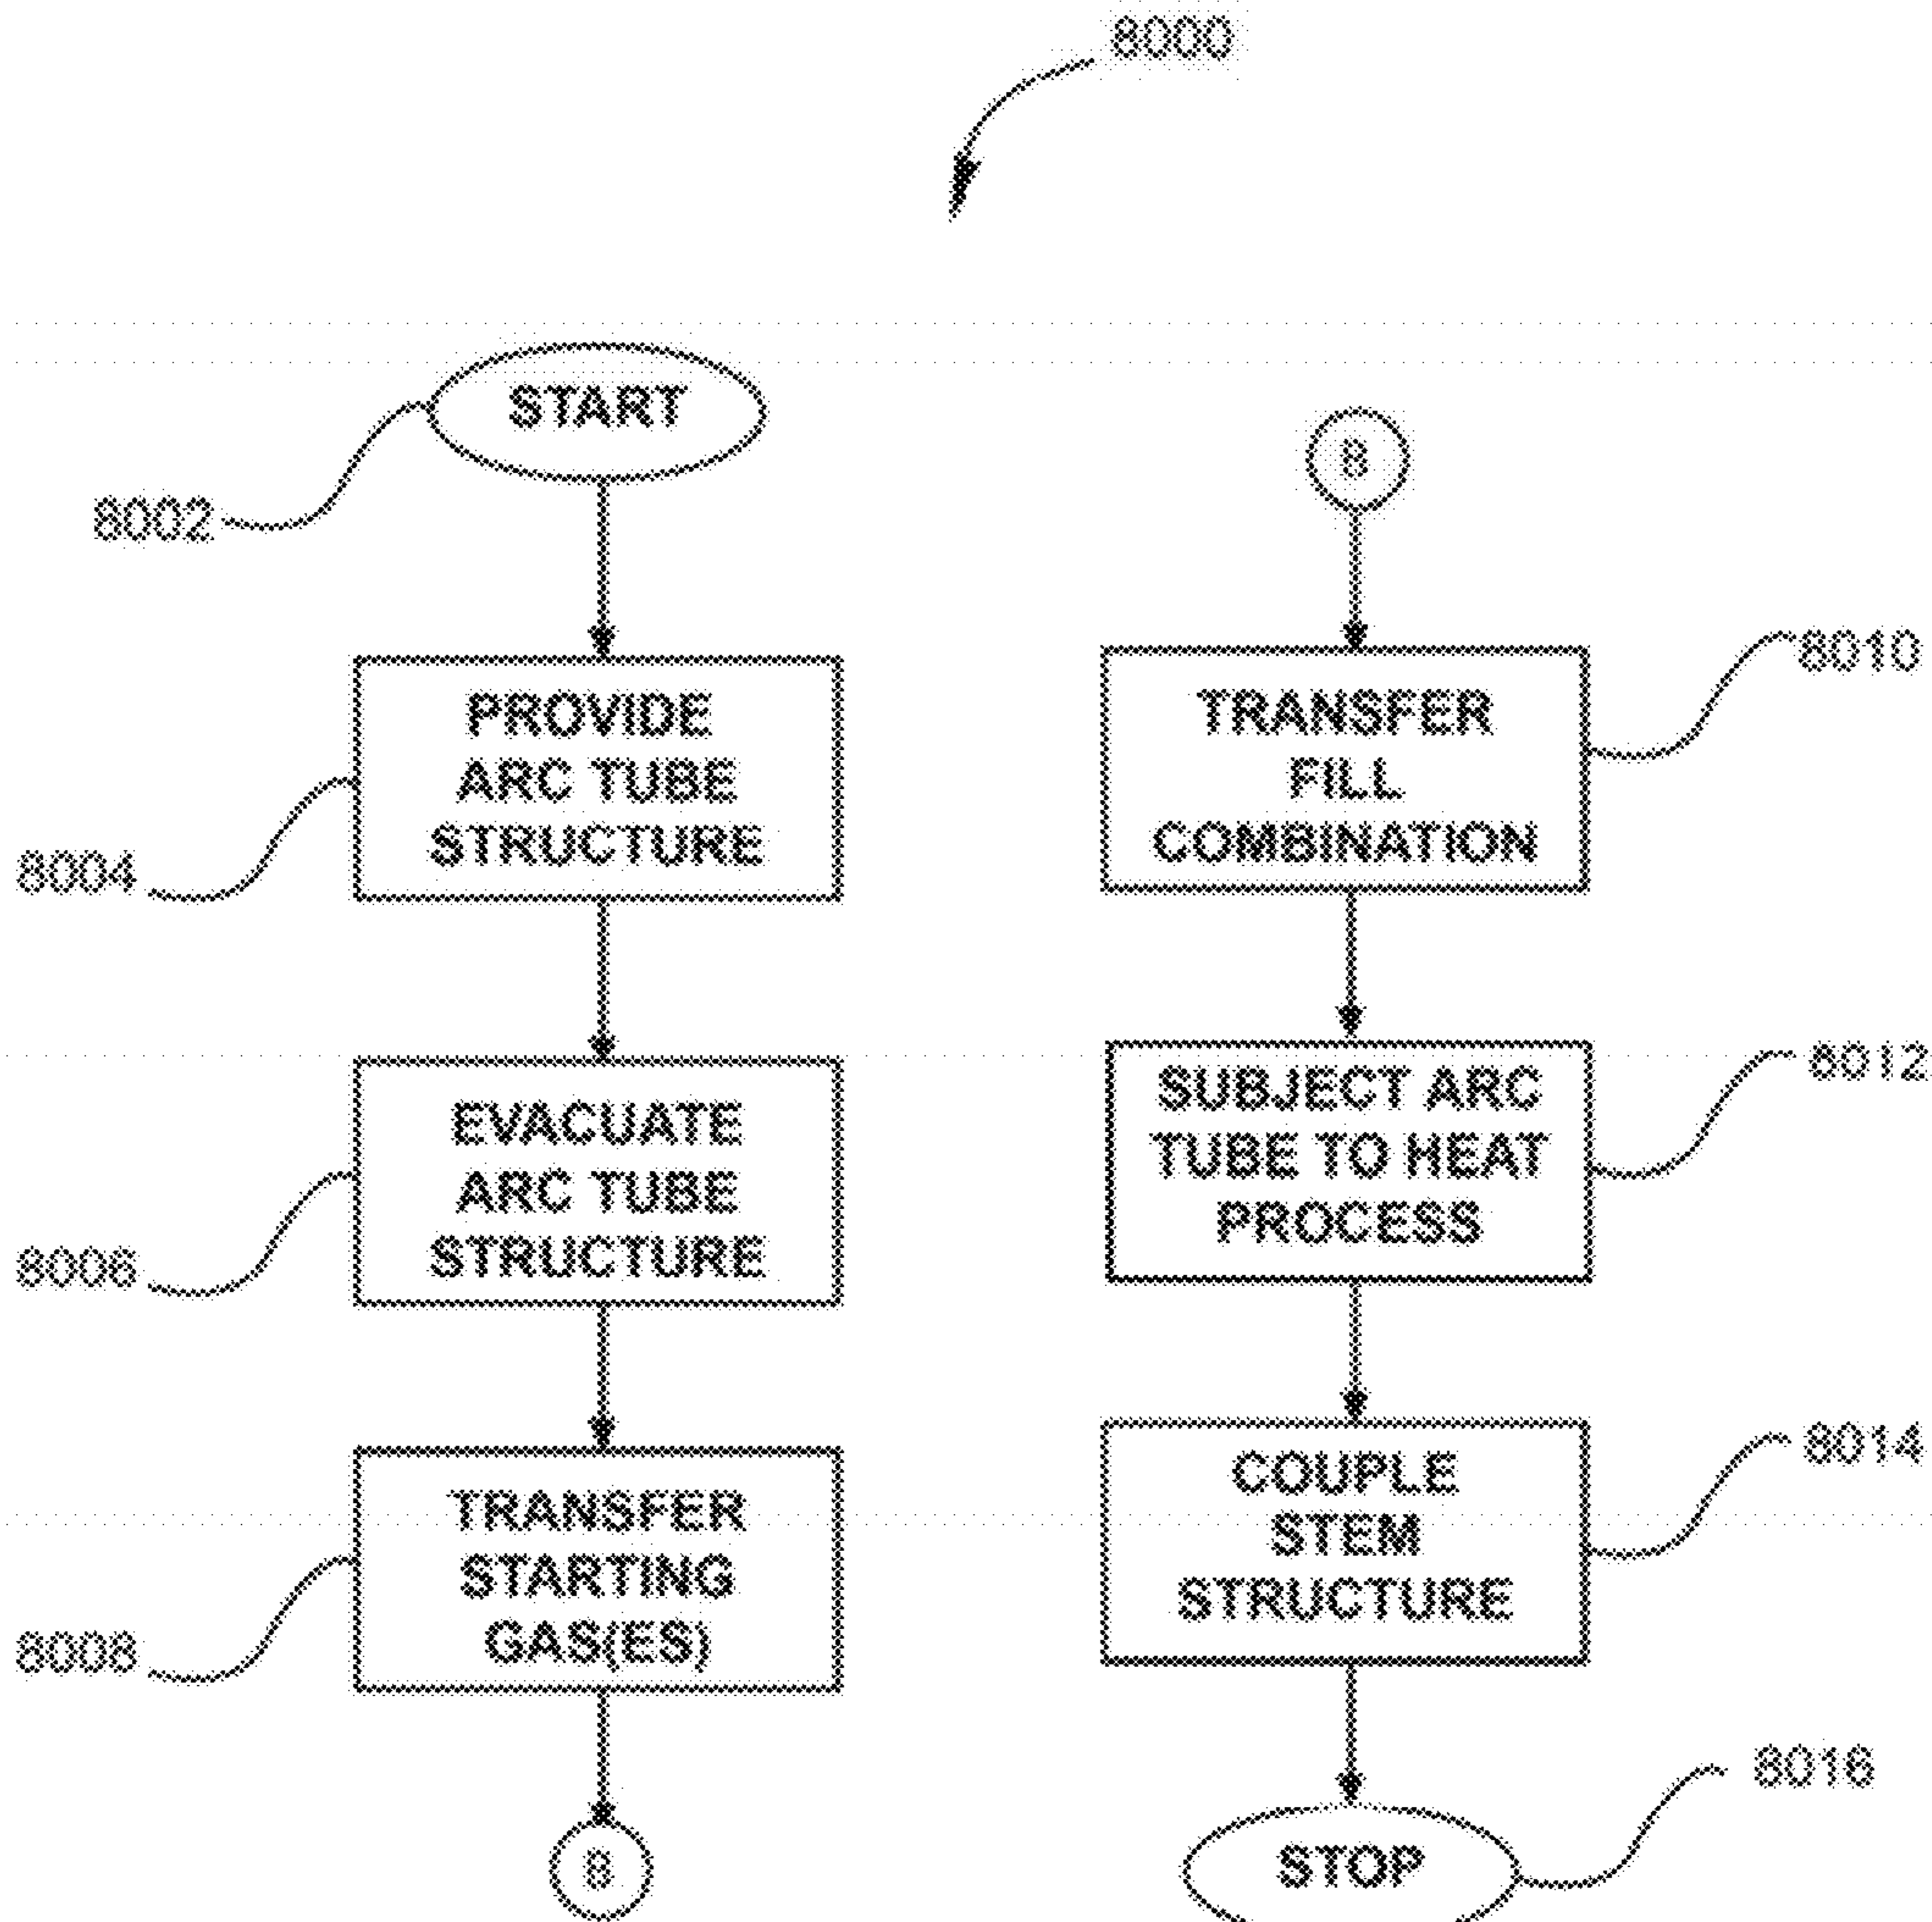 8000
START
8002
PROVIDE
ARC TUBE
STRUCTURE
8004
EVACUATE
ARC TUBE
STRUCTURE
8006
TRANSFER
STARTING
GAS(ES)
8008
8
8
TRANSFER
FILL
COMBINATION
8010
SUBJECT ARC
TUBE TO HEAT
PROCESS
8012
COUPLE
STEM
STRUCTURE
8014
STOP
8016